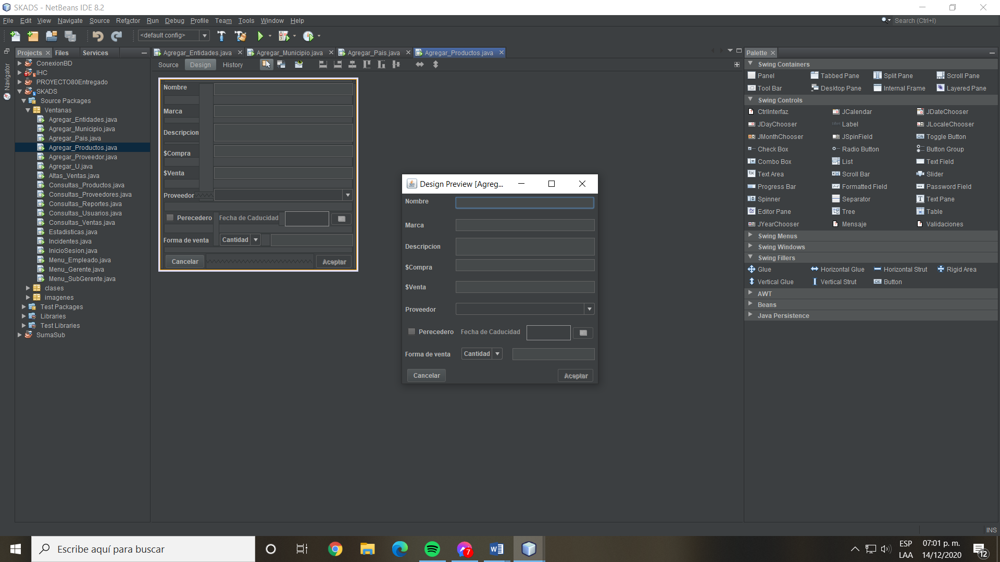 SKADS - NetBeans IDE 8.2
File Edit View Navigate Source Refactor Run Debug Profile Team Tools Window Help
Search (Ctrl+I)
<default config>
Projects Files Services
Agregar_Entidades.java Agregar_Municipio.java Agregar_Pais.java Agregar_Productos.java
Source Design History
Navigator
ConexionBD
IHC
PROYECTO80Entregado
SKADS
Source Packages
Ventanas
Agregar_Entidades.java
Agregar_Municipio.java
Agregar_Pais.java
Agregar_Productos.java
Agregar_Proveedor.java
Agregar_U.java
Altas_Ventas.java
Consultas_Productos.java
Consultas_Proveedores.java
Consultas_Reportes.java
Consultas_Usuarios.java
Consultas_Ventas.java
Estadisticas.java
Incidentes.java
InicioSesion.java
Menu_Empleado.java
Menu_Gerente.java
Menu_SubGerente.java
clases
imagenes
Test Packages
Libraries
Test Libraries
SumaSub
Nombre
Marca
Descripcion
$Compra
$Venta
Proveedor
Perecedero Fecha de Caducidad
Forma de venta Cantidad
Cancelar Aceptar
Design Preview [Agreg...
Nombre
Marca
Descripcion
$Compra
$Venta
Proveedor
Perecedero Fecha de Caducidad
Forma de venta Cantidad
Cancelar Aceptar
Palette
Swing Containers
Panel Tabbed Pane Split Pane Scroll Pane
Tool Bar Desktop Pane Internal Frame Layered Pane
Swing Controls
CtrlInterfaz JCalendar JDateChooser
JDayChooser Label JLocaleChooser
JMonthChooser JSpinField Toggle Button
Check Box Radio Button Button Group
Combo Box List Text Field
Text Area Scroll Bar Slider
Progress Bar Formatted Field Password Field
Spinner Separator Text Pane
Editor Pane Tree Table
JYearChooser Mensaje Validaciones
Swing Menus
Swing Windows
Swing Fillers
Glue Horizontal Glue Horizontal Strut Rigid Area
Vertical Glue Vertical Strut Button
AWT
Beans
Java Persistence
INS
Escribe aquí para buscar
7
ESP
LAA
07:01 p. m.
14/12/2020
12